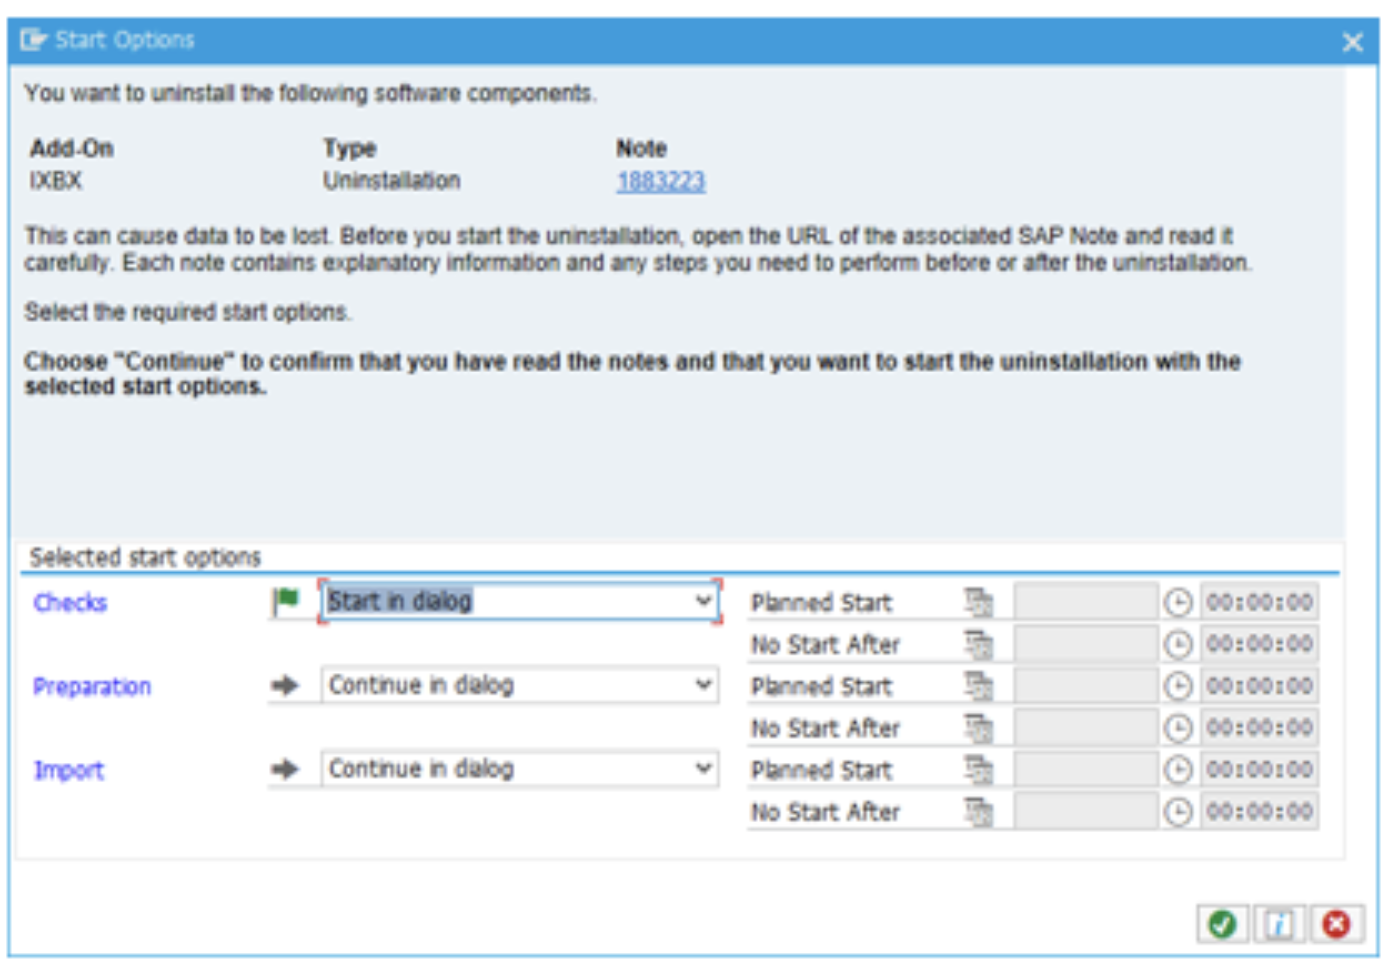 Start Options
You want to uninstall the following software components.
Add-On Type Note
IXBX Uninstallation 1883223
This can cause data to be lost. Before you start the uninstallation, open the URL of the associated SAP Note and read it
carefully. Each note contains explanatory information and any steps you need to perform before or after the uninstallation.
Select the required start options.
Choose "Continue" to confirm that you have read the notes and that you want to start the uninstallation with the
selected start options.
Selected start options
Checks Start in dialog Planned Start 00:00:00
No Start After 00:00:00
Preparation Continue in dialog Planned Start 00:00:00
No Start After 00:00:00
Import Continue in dialog Planned Start 00:00:00
No Start After 00:00:00